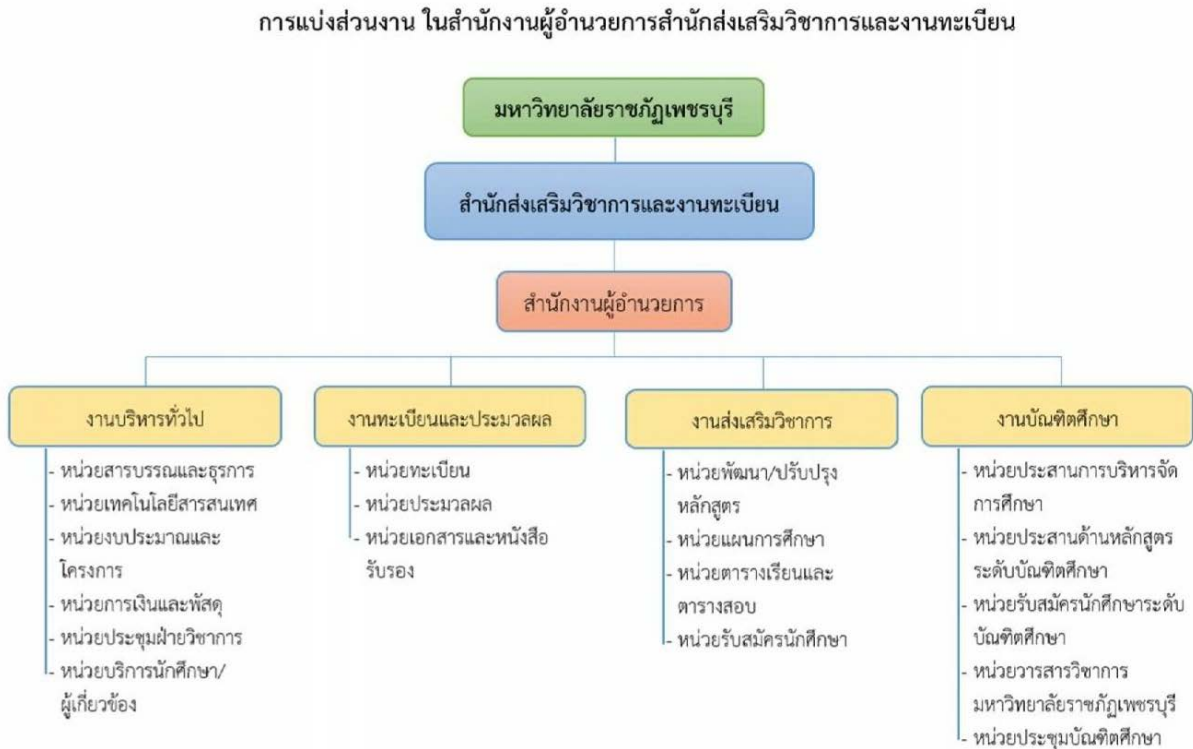 การแบ่งส่วนงาน ในสำนักงานผู้อำนวยการสำนักส่งเสริมวิชาการและงานทะเบียน
มหาวิทยาลัยราชภัฏเพชรบุรี
สำนักส่งเสริมวิชาการและงานทะเบียน
สำนักงานผู้อำนวยการ
งานบริหารทั่วไป
- หน่วยสารบรรณและธุรการ
- หน่วยเทคโนโลยีสารสนเทศ
- หน่วยงบประมาณและ
โครงการ
- หน่วยการเงินและพัสดุ
- หน่วยประชุมฝ่ายวิชาการ
- หน่วยบริการนักศึกษา/
ผู้เกี่ยวข้อง
งานทะเบียนและประมวลผล
- หน่วยทะเบียน
- หน่วยประมวลผล
- หน่วยเอกสารและหนังสือ
รับรอง
งานส่งเสริมวิชาการ
- หน่วยพัฒนา/ปรับปรุง
หลักสูตร
- หน่วยแผนการศึกษา
- หน่วยตารางเรียนและ
ตารางสอบ
- หน่วยรับสมัครนักศึกษา
งานบัณฑิตศึกษา
- หน่วยประสานการบริหารจัด
การศึกษา
- หน่วยประสานด้านหลักสูตร
ระดับบัณฑิตศึกษา
- หน่วยรับสมัครนักศึกษาระดับ
บัณฑิตศึกษา
- หน่วยวารสารวิชาการ
มหาวิทยาลัยราชภัฏเพชรบุรี
- หน่วยประชุมบัณฑิตศึกษา